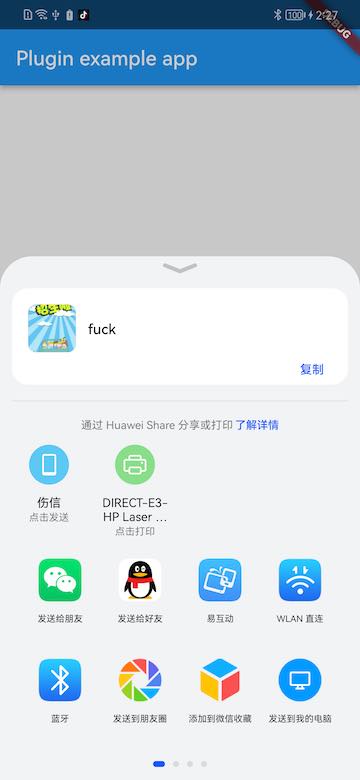 100
2:27
DEBUG
Plugin example app
fuck
复制
通过 Huawei Share 分享或打印 了解详情
伤信
点击发送
DIRECT-E3-
HP Laser ...
点击打印
发送给朋友
发送给好友
易互动
WLAN 直连
蓝牙
发送到朋友圈
添加到微信收藏
发送到我的电脑